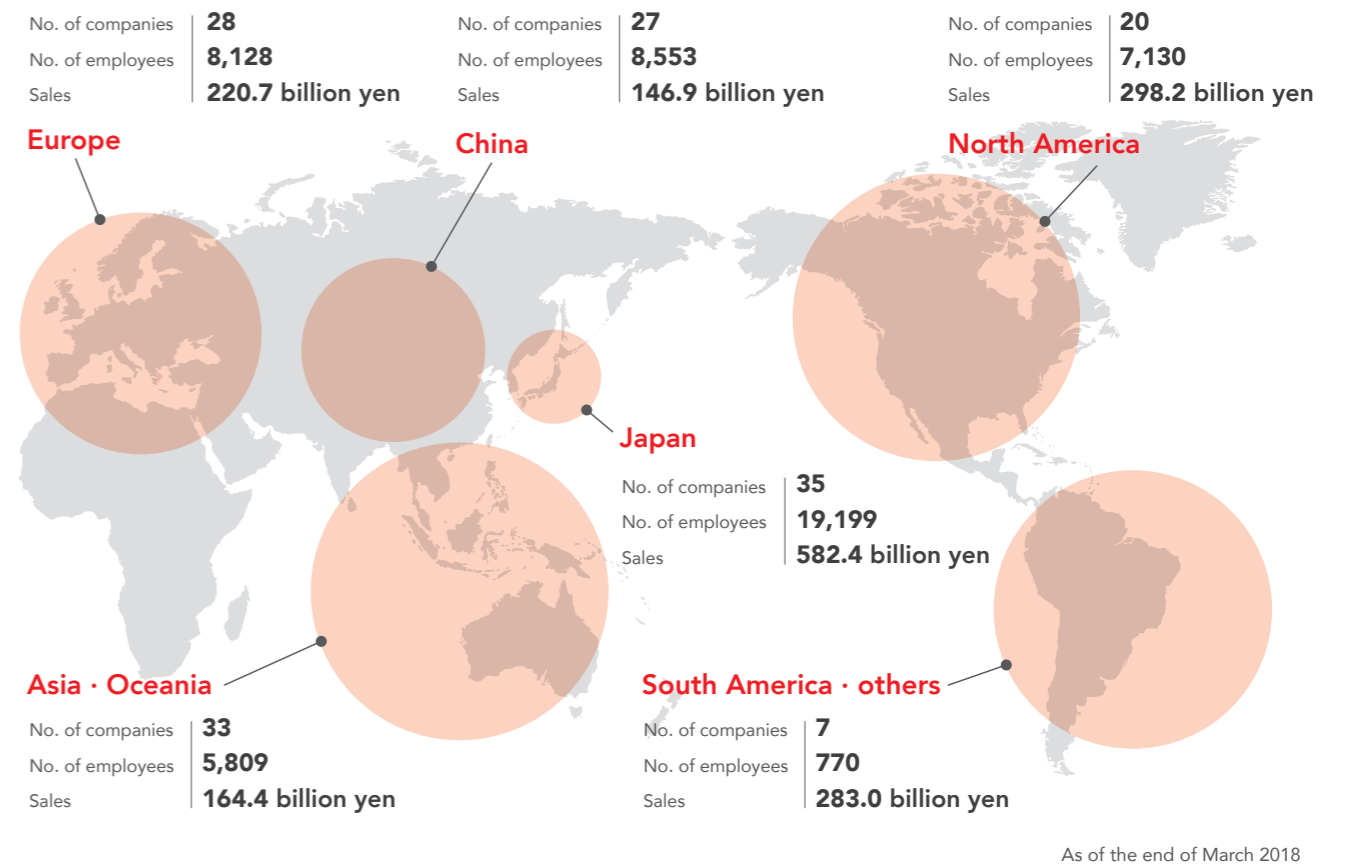 No. of companies 28
No. of employees 8,128
Sales 220.7 billion yen
Europe
No. of companies 27
No. of employees 8,553
Sales 146.9 billion yen
China
No. of companies 20
No. of employees 7,130
Sales 298.2 billion yen
North America
Japan
No. of companies 35
No. of employees 19,199
Sales 582.4 billion yen
Asia · Oceania
No. of companies 33
No. of employees 5,809
Sales 164.4 billion yen
South America · others
No. of companies 7
No. of employees 770
Sales 283.0 billion yen
As of the end of March 2018